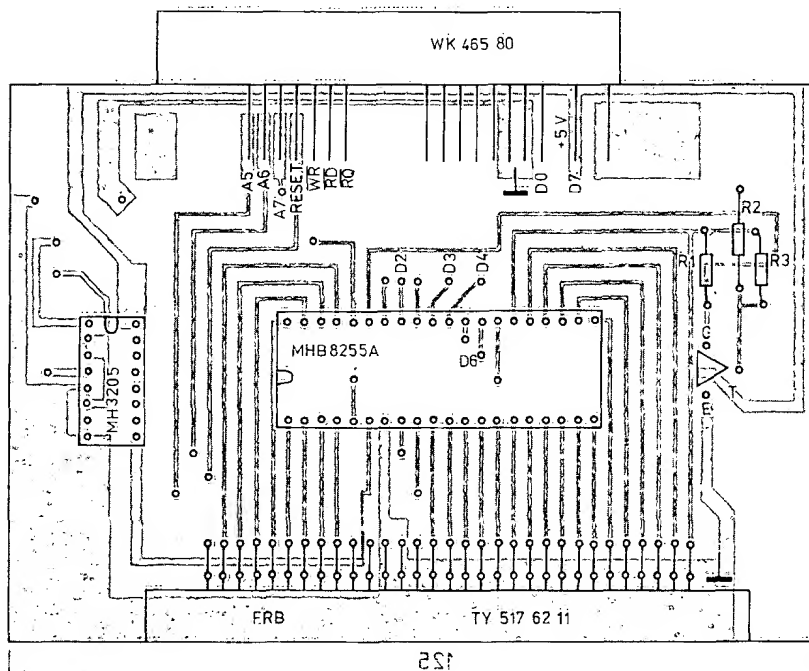 WK 465 80
A5
A6
A7
RESET
WR
RD
RQ
D0
D7
+5V
R2
R1
R3
D2
D3
D4
MHB8255A
D6
MH3205
C
T
E
FRB
TY 517 62 11
125